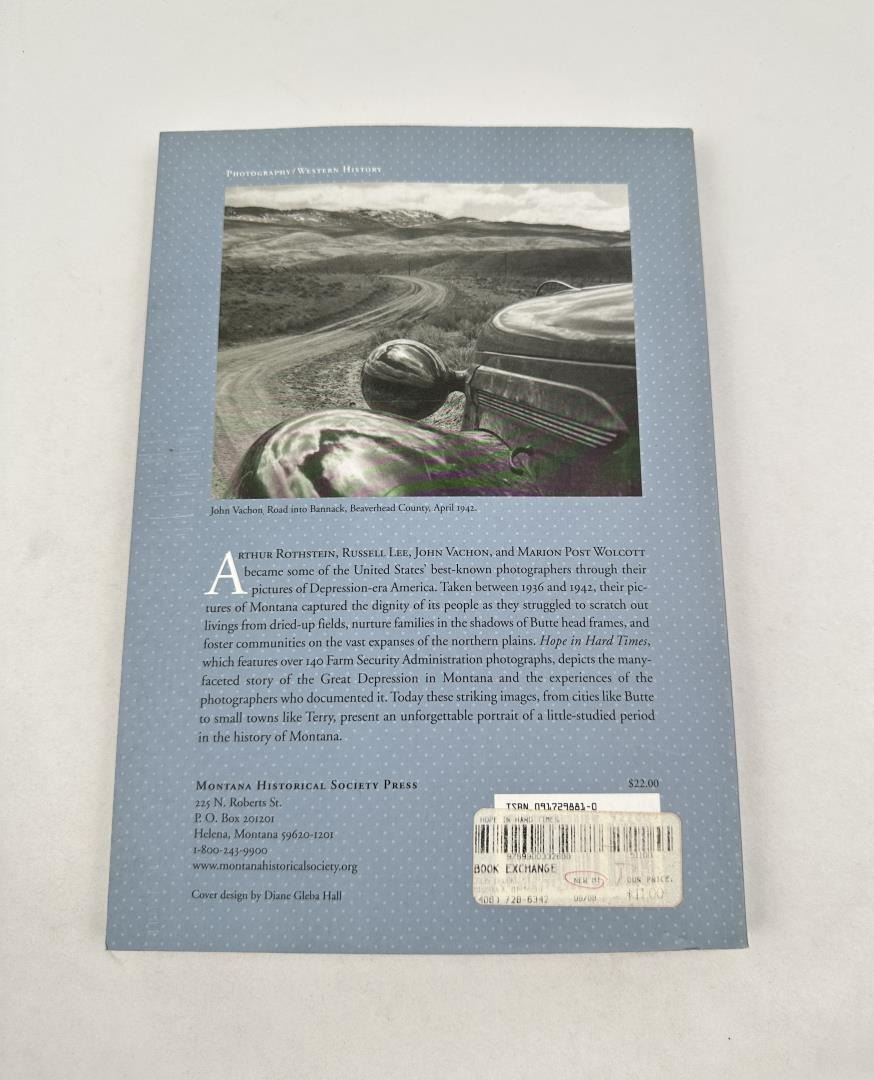 PHOTOGRAPHY/WESTERN HISTORY
John Vachon, Road into Bannack, Beaverhead County, April 1942.
ARTHUR ROTHSTEIN, RUSSELL LEE, JOHN VACHON, and MARION POST WOLCOTT
became some of the United States' best-known photographers through their
pictures of Depression-era America. Taken between 1936 and 1942, their pic-
tures of Montana captured the dignity of its people as they struggled to scratch out
livings from dried-up fields, nurture families in the shadows of Butte head frames, and
foster communities on the vast expanses of the northern plains. Hope in Hard Times,
which features over 140 Farm Security Administration photographs, depicts the many-
faceted story of the Great Depression in Montana and the experiences of the
photographers who documented it. Today these striking images, from cities like Butte
to small towns like Terry, present an unforgettable portrait of a little-studied period
in the history of Montana.
MONTANA HISTORICAL SOCIETY PRESS
225 N. Roberts St.
P. O. Box 201201
Helena, Montana 59620-1201
1-800-243-9900
www.montanahistoricalsociety.org
Cover design by Diane Gleba Hall
$22.00
ISBN 091729881-0
HOPE IN HARD TIMES
BOOK EXCHANGE
OUR PRICE: